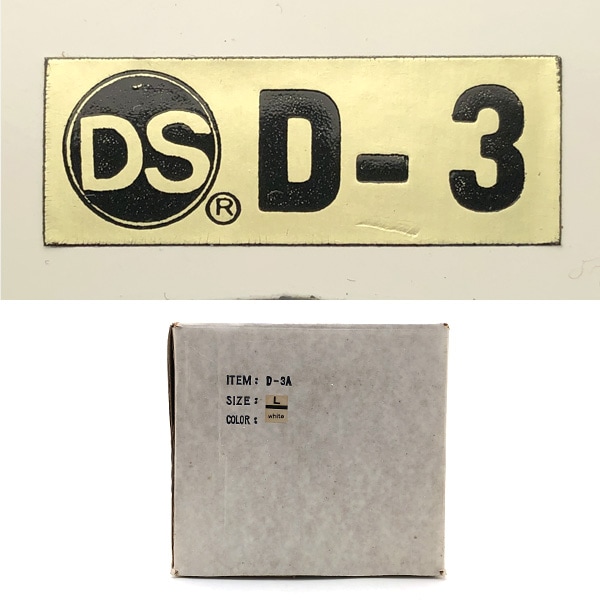 DS® D-3
ITEM: D-3A
SIZE: L
COLOR: white